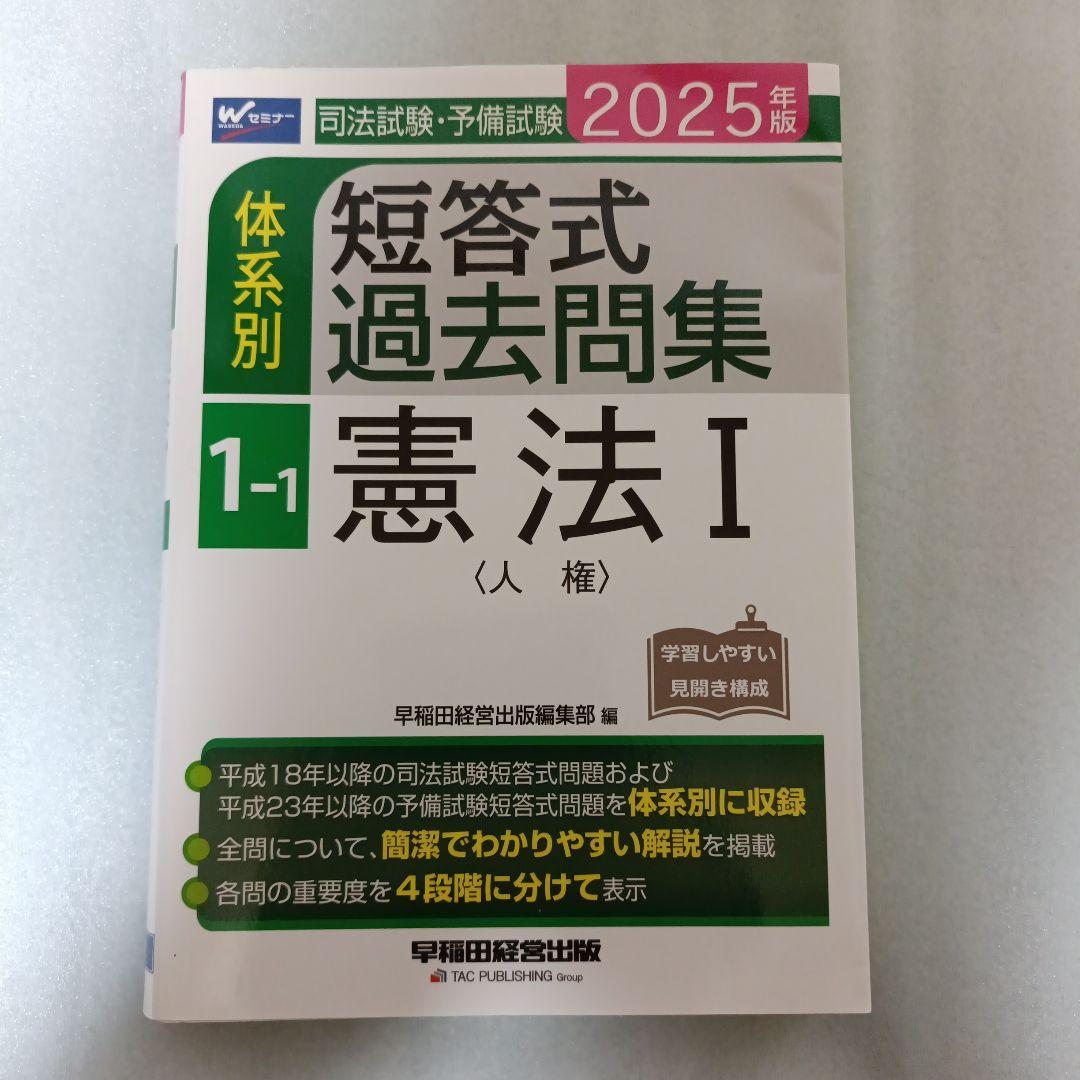 W セミナー
WASEDA
司法試験・予備試験
2025年版
体系別
短答式
過去問集
1-1
憲法Ⅰ
〈人 権〉
学習しやすい
見開き構成
早稲田経営出版編集部 編
平成18年以降の司法試験短答式問題および
平成23年以降の予備試験短答式問題を体系別に収録
全問について、簡潔でわかりやすい解説を掲載
各問の重要度を4段階に分けて表示
早稲田経営出版
TAC PUBLISHING Group